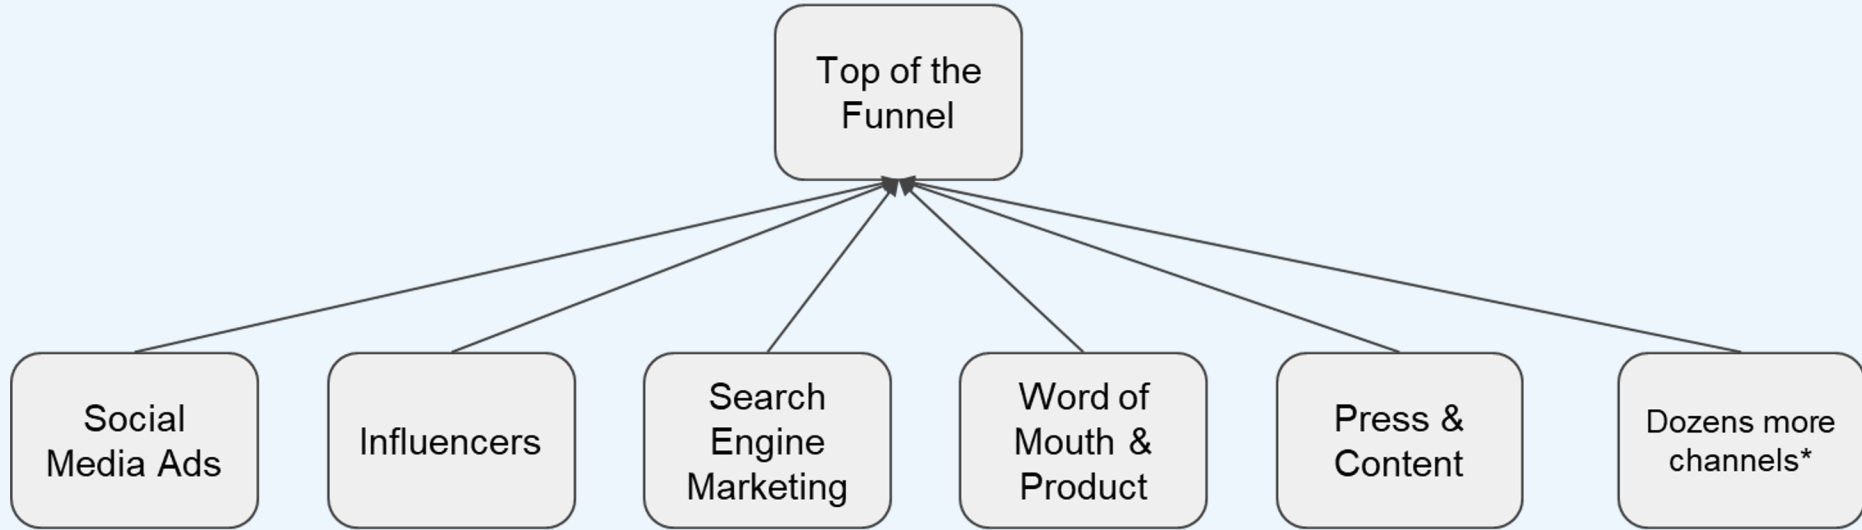 Top of the
Funnel
Social
Media Ads
Influencers
Search
Engine
Marketing
Word of
Mouth &
Product
Press &
Content
Dozens more
channels*